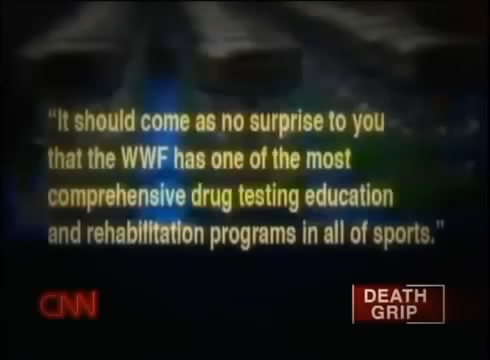 "It should come as no surprise to you
that the WWF has one of the most
comprehensive drug testing education
and rehabilitation programs in all of sports."
CNN
DEATH
GRIP